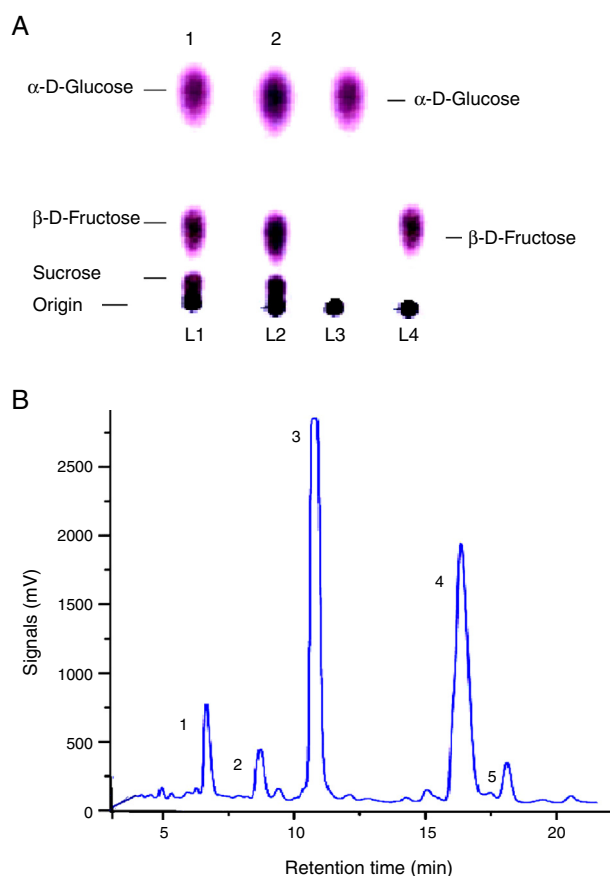 A
1 2
α-D-Glucose
α-D-Glucose
β-D-Fructose
β-D-Fructose
Sucrose
Origin
L1 L2 L3 L4
B
Signals (mV)
2500
2000
1500
1000
500
0
1
2
3
4
5
5 10 15 20
Retention time (min)